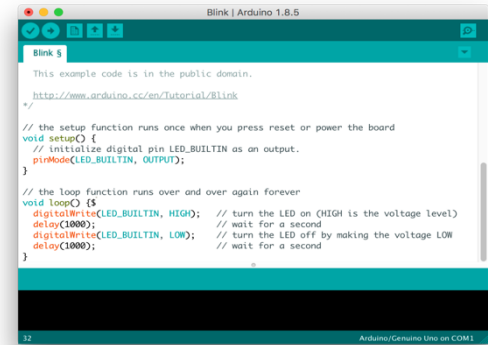 Blink | Arduino 1.8.5
Blink §
This example code is in the public domain.
http://www.arduino.cc/en/Tutorial/Blink
*/
// the setup function runs once when you press reset or power the board
void setup() {
// initialize digital pin LED_BUILTIN as an output.
pinMode(LED_BUILTIN, OUTPUT);
}
// the loop function runs over and over again forever
void loop() {$
digitalWrite(LED_BUILTIN, HIGH); // turn the LED on (HIGH is the voltage level)
delay(1000); // wait for a second
digitalWrite(LED_BUILTIN, LOW); // turn the LED off by making the voltage LOW
delay(1000); // wait for a second
}
32 Arduino/Genuino Uno on COM1